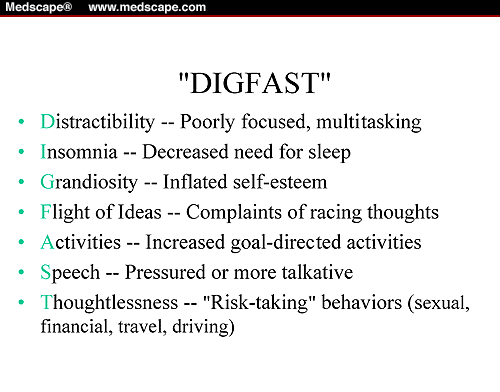 Medscape® www.medscape.com
"DIGFAST"
• Distractibility -- Poorly focused, multitasking
• Insomnia -- Decreased need for sleep
• Grandiosity -- Inflated self-esteem
• Flight of Ideas -- Complaints of racing thoughts
• Activities -- Increased goal-directed activities
• Speech -- Pressured or more talkative
• Thoughtlessness -- "Risk-taking" behaviors (sexual,
financial, travel, driving)